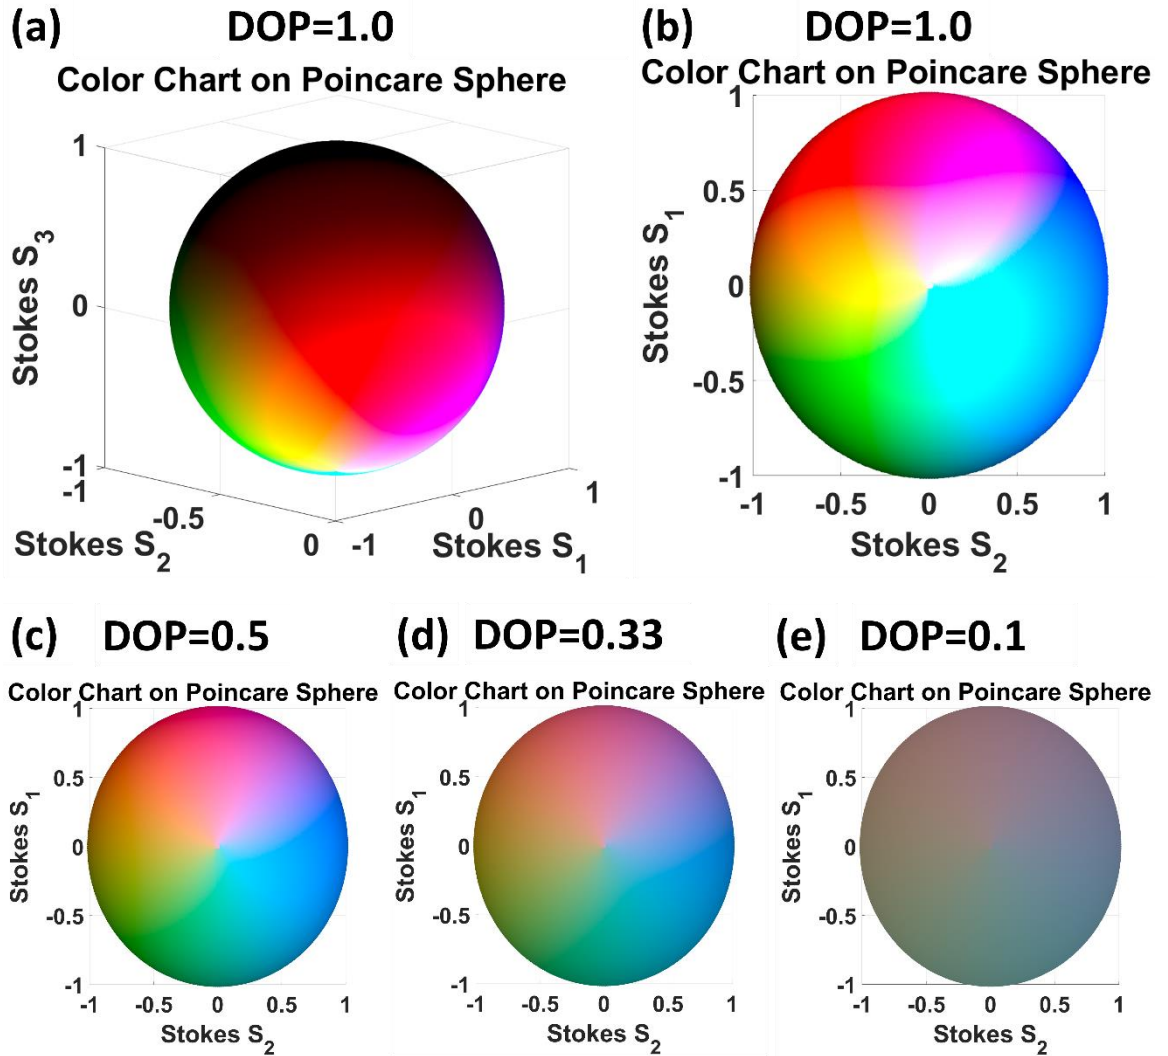 (a) DOP=1.0
Color Chart on Poincare Sphere
1
0
-1
Stokes S3
-1
-0.5
0
Stokes S2
-1
0
1
Stokes S1
(b) DOP=1.0
Color Chart on Poincare Sphere
1
0.5
0
-0.5
-1
Stokes S1
-1 -0.5 0 0.5 1
Stokes S2
(c) DOP=0.5
Color Chart on Poincare Sphere
1
0.5
0
-0.5
-1
Stokes S1
-1 -0.5 0 0.5 1
Stokes S2
(d) DOP=0.33
Color Chart on Poincare Sphere
1
0.5
0
-0.5
-1
Stokes S1
-1 -0.5 0 0.5 1
Stokes S2
(e) DOP=0.1
Color Chart on Poincare Sphere
1
0.5
0
-0.5
-1
Stokes S1
-1 -0.5 0 0.5 1
Stokes S2